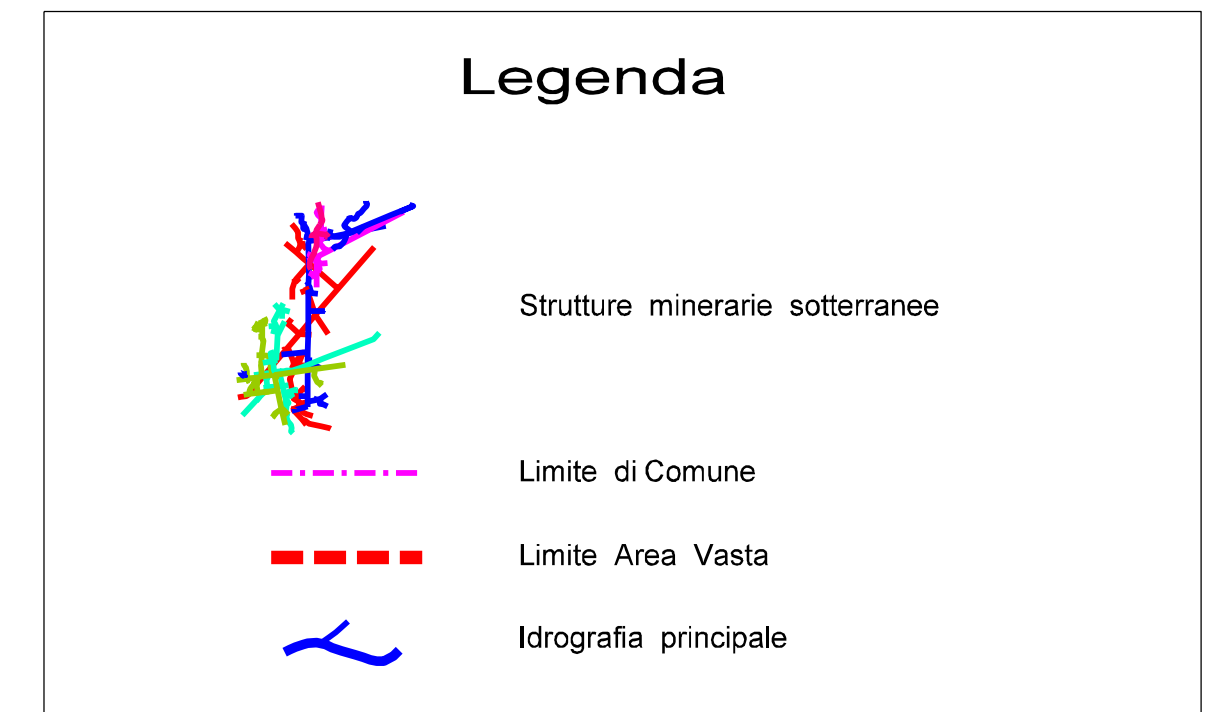 Legenda
Strutture minerarie sotterranee
Limite di Comune
Limite Area Vasta
Idrografia principale